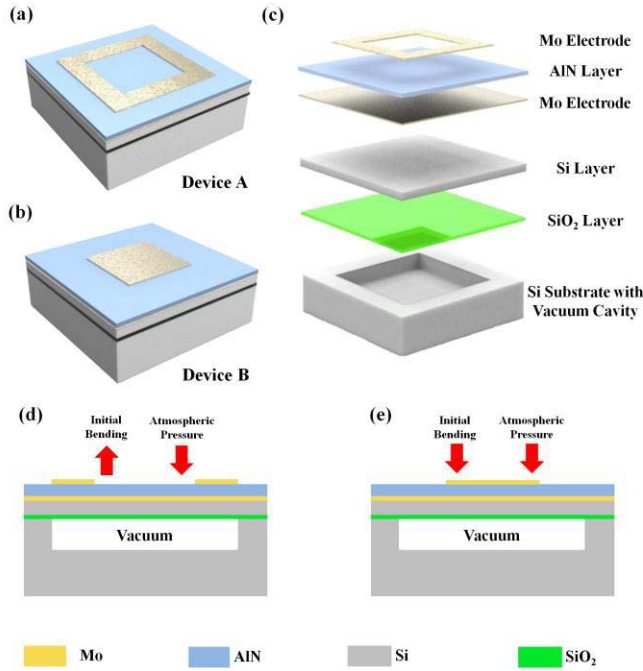 (a)
Device A
(b)
Device B
(c)
Mo Electrode
AlN Layer
Mo Electrode
Si Layer
SiO₂ Layer
Si Substrate with
Vacuum Cavity
(d)
Initial
Bending
Atmospheric
Pressure
Vacuum
(e)
Initial
Bending
Atmospheric
Pressure
Vacuum
Mo
AlN
Si
SiO₂